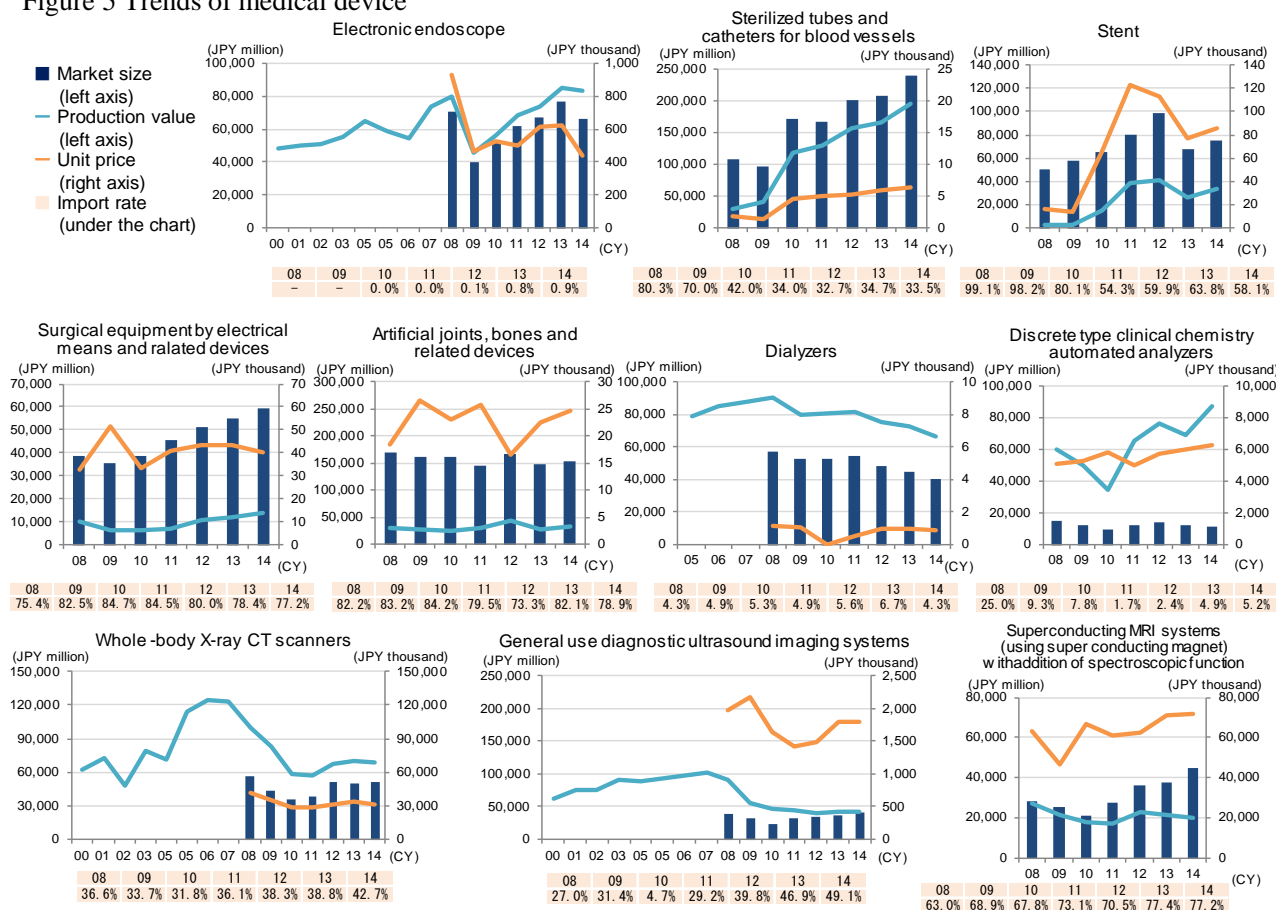 Figure 5 Trends of medical device
Market size
(left axis)
Production value
(left axis)
Unit price
(right axis)
Import rate
(under the chart)
Electronic endoscope
(JPY million) (JPY thousand)
100,000 1,000
80,000 800
60,000 600
40,000 400
20,000 200
0 0
00 01 02 03 05 05 06 07 08 09 10 11 12 13 14
(CY)
08 09 10 11 12 13 14
– – 0.0% 0.0% 0.1% 0.8% 0.9%
Sterilized tubes and
catheters for blood vessels
(JPY million) (JPY thousand)
250,000 25
200,000 20
150,000 15
100,000 10
50,000 5
0 0
08 09 10 11 12 13 14
(CY)
08 09 10 11 12 13 14
80.3% 70.0% 42.0% 34.0% 32.7% 34.7% 33.5%
Stent
(JPY million) (JPY thousand)
140,000 140
120,000 120
100,000 100
80,000 80
60,000 60
40,000 40
20,000 20
0 0
08 09 10 11 12 13 14
(CY)
08 09 10 11 12 13 14
99.1% 98.2% 80.1% 54.3% 59.9% 63.8% 58.1%
Surgical equipment by electrical
means and ralated devices
(JPY million) (JPY thousand)
70,000 70
60,000 60
50,000 50
40,000 40
30,000 30
20,000 20
10,000 10
0 0
08 09 10 11 12 13 14
(CY)
08 09 10 11 12 13 14
75.4% 82.5% 84.7% 84.5% 80.0% 78.4% 77.2%
Artificial joints, bones and
related devices
(JPY million) (JPY thousand)
300,000 30
250,000 25
200,000 20
150,000 15
100,000 10
50,000 5
0 0
08 09 10 11 12 13 14
(CY)
08 09 10 11 12 13 14
82.2% 83.2% 84.2% 79.5% 73.3% 82.1% 78.9%
Dialyzers
(JPY million) (JPY thousand)
100,000 10
80,000 8
60,000 6
40,000 4
20,000 2
0 0
05 06 07 08 09 10 11 12 13 14
(CY)
08 09 10 11 12 13 14
4.3% 4.9% 5.3% 4.9% 5.6% 6.7% 4.3%
Discrete type clinical chemistry
automated analyzers
(JPY million) (JPY thousand)
100,000 10,000
80,000 8,000
60,000 6,000
40,000 4,000
20,000 2,000
0 0
08 09 10 11 12 13 14
(CY)
08 09 10 11 12 13 14
25.0% 9.3% 7.8% 1.7% 2.4% 4.9% 5.2%
Whole -body X-ray CT scanners
(JPY million) (JPY thousand)
150,000 150,000
120,000 120,000
90,000 90,000
60,000 60,000
30,000 30,000
0 0
00 01 02 03 05 05 06 07 08 09 10 11 12 13 14 (CY)
08 09 10 11 12 13 14
36.6% 33.7% 31.8% 36.1% 38.3% 38.8% 42.7%
General use diagnostic ultrasound imaging systems
(JPY million) (JPY thousand)
250,000 2,500
200,000 2,000
150,000 1,500
100,000 1,000
50,000 500
0 0
00 01 02 03 05 05 06 07 08 09 10 11 12 13 14 (CY)
08 09 10 11 12 13 14
27.0% 31.4% 4.7% 29.2% 39.8% 46.9% 49.1%
Superconducting MRI systems
(using super conducting magnet)
w ithaddition of spectroscopic function
(JPY million) (JPY thousand)
80,000 80,000
60,000 60,000
40,000 40,000
20,000 20,000
0 0
08 09 10 11 12 13 14
(CY)
08 09 10 11 12 13 14
63.0% 68.9% 67.8% 73.1% 70.5% 77.4% 77.2%